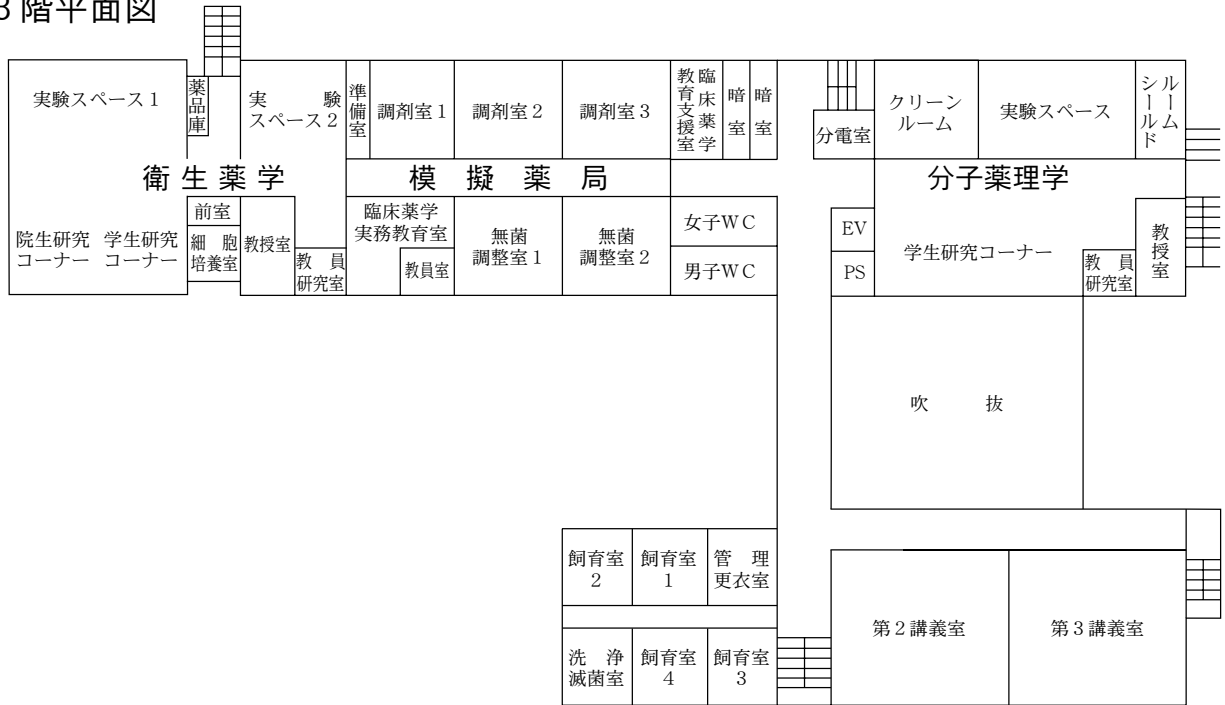 3階平面図
実験スペース1
薬品庫
実　験
スペース2
準備室
調剤室1
調剤室2
調剤室3
臨床薬学
教育支援室
暗室
暗室
分電室
クリーン
ルーム
実験スペース
ルーム
シールド
衛生薬学
模擬薬局
分子薬理学
院生研究
コーナー
学生研究
コーナー
前室
細胞
培養室
教授室
教員
研究室
臨床薬学
実務教育室
教員室
無菌
調整室1
無菌
調整室2
女子WC
男子WC
EV
PS
学生研究コーナー
教員
研究室
教授室
吹　抜
飼育室
2
飼育室
1
管理
更衣室
洗浄
滅菌室
飼育室
4
飼育室
3
第2講義室
第3講義室